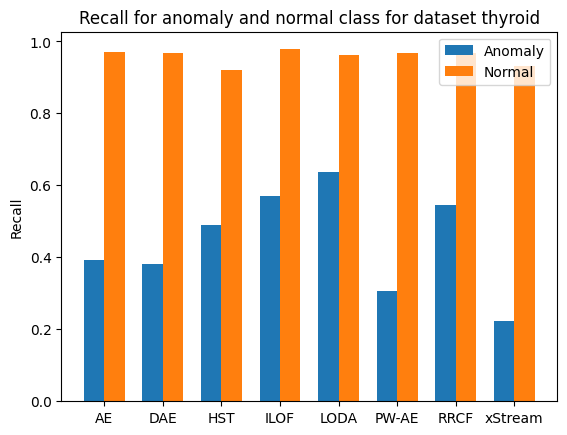 Recall for anomaly and normal class for dataset thyroid
1.0
0.8
0.6
0.4
0.2
0.0
Recall
Anomaly
Normal
AE DAE HST ILOF LODA PW-AE RRCF xStream